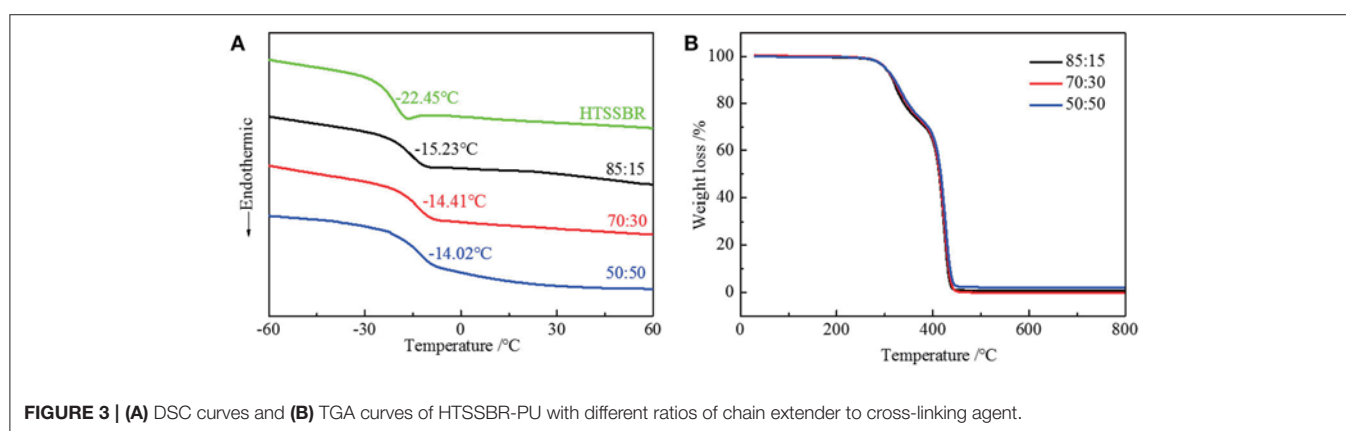 A
-22.45°C
HTSSBR
-15.23°C
85:15
-14.41°C
70:30
-14.02°C
50:50
Endothermic
-60 -30 0 30 60
Temperature /°C
B
100
80
60
40
20
0
Weight loss /%
85:15
70:30
50:50
0 200 400 600 800
Temperature /°C
FIGURE 3 | (A) DSC curves and (B) TGA curves of HTSSBR-PU with different ratios of chain extender to cross-linking agent.